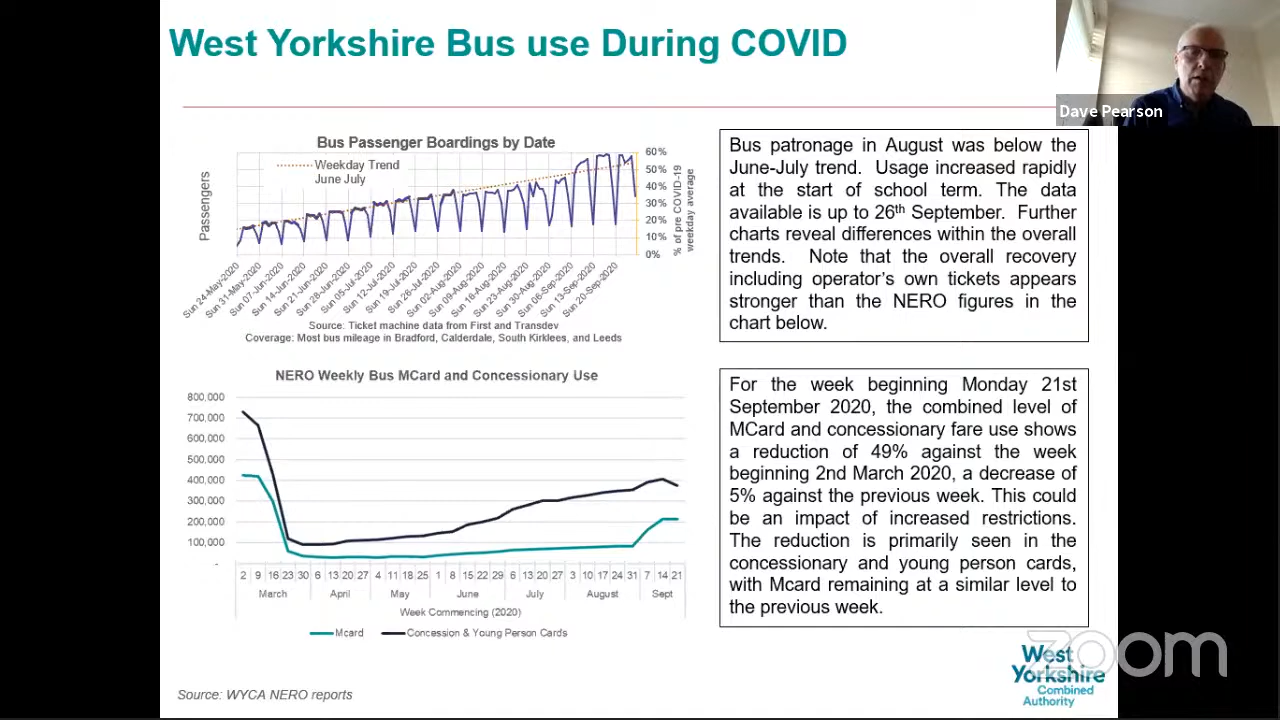 West Yorkshire Bus use During COVID
Dave Pearson
Bus Passenger Boardings by Date
Weekday Trend
June July
Passengers
60%
50%
40%
30%
20%
10%
0%
% of pre COVID-19
weekday average
Sun 24-May-2020
Sun 31-May-2020
Sun 07-Jun-2020
Sun 14-Jun-2020
Sun 21-Jun-2020
Sun 28-Jun-2020
Sun 05-Jul-2020
Sun 12-Jul-2020
Sun 19-Jul-2020
Sun 26-Jul-2020
Sun 02-Aug-2020
Sun 09-Aug-2020
Sun 16-Aug-2020
Sun 23-Aug-2020
Sun 30-Aug-2020
Sun 06-Sep-2020
Sun 13-Sep-2020
Sun 20-Sep-2020
Source: Ticket machine data from First and Transdev
Coverage: Most bus mileage in Bradford, Calderdale, South Kirklees, and Leeds
Bus patronage in August was below the
June-July trend. Usage increased rapidly
at the start of school term. The data
available is up to 26th September. Further
charts reveal differences within the overall
trends. Note that the overall recovery
including operator's own tickets appears
stronger than the NERO figures in the
chart below.
NERO Weekly Bus MCard and Concessionary Use
800,000
700,000
600,000
500,000
400,000
300,000
200,000
100,000
-
2 9 16 23 30 6 13 20 27 4 11 18 25 1 8 15 22 29 6 13 20 27 3 10 17 24 31 7 14 21
March April May June July August Sept
Week Commencing (2020)
Mcard Concession & Young Person Cards
For the week beginning Monday 21st
September 2020, the combined level of
MCard and concessionary fare use shows
a reduction of 49% against the week
beginning 2nd March 2020, a decrease of
5% against the previous week. This could
be an impact of increased restrictions.
The reduction is primarily seen in the
concessionary and young person cards,
with Mcard remaining at a similar level to
the previous week.
Source: WYCA NERO reports
West
Yorkshire
Combined
Authority
zoom